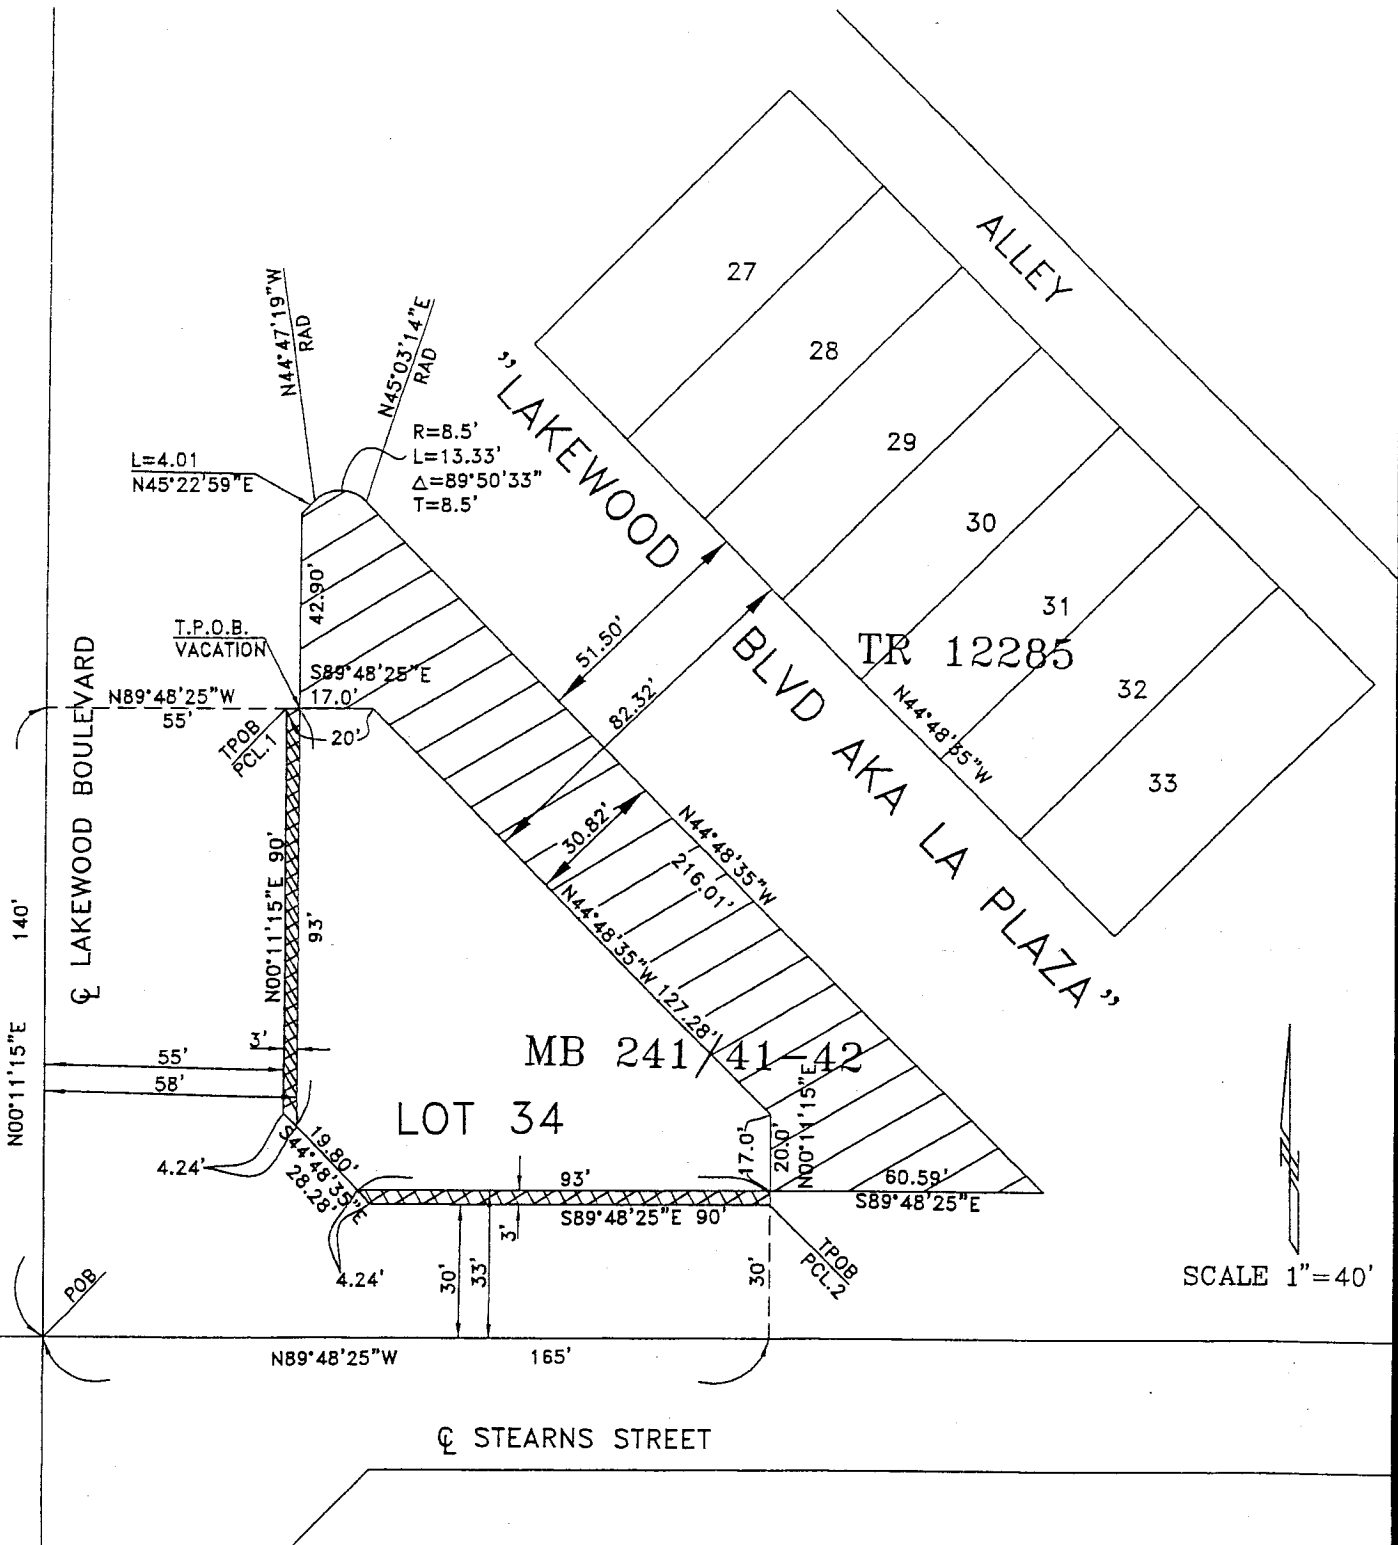 ALLEY
27
28
29
30
31
32
33
"LAKEWOOD
BLVD AKA LA PLAZA"
TR 12285
N44°48'35"W
N44°47'19"W
RAD
N45°03'14"E
RAD
R=8.5'
L=13.33'
Δ=89°50'33"
T=8.5'
L=4.01
N45°22'59"E
42.90'
T.P.O.B.
VACATION
S89°48'25"E
17.0'
N89°48'25"W
55'
20'
TPOB
PCL.1
51.50'
82.32'
30.82'
N44°48'35"W
216.01'
N44°48'35"W 127.28'
℄ LAKEWOOD BOULEVARD
N00°11'15"E 140'
N00°11'15"E 90'
93'
3'
55'
58'
MB 241/41-42
LOT 34
4.24'
19.80'
S44°48'35"E
28.28'
93'
S89°48'25"E 90'
3'
17.0'
20.0'
N00°11'15"E
60.59'
S89°48'25"E
4.24'
30'
33'
30'
TPOB
PCL.2
POB
SCALE 1"=40'
N89°48'25"W 165'
℄ STEARNS STREET